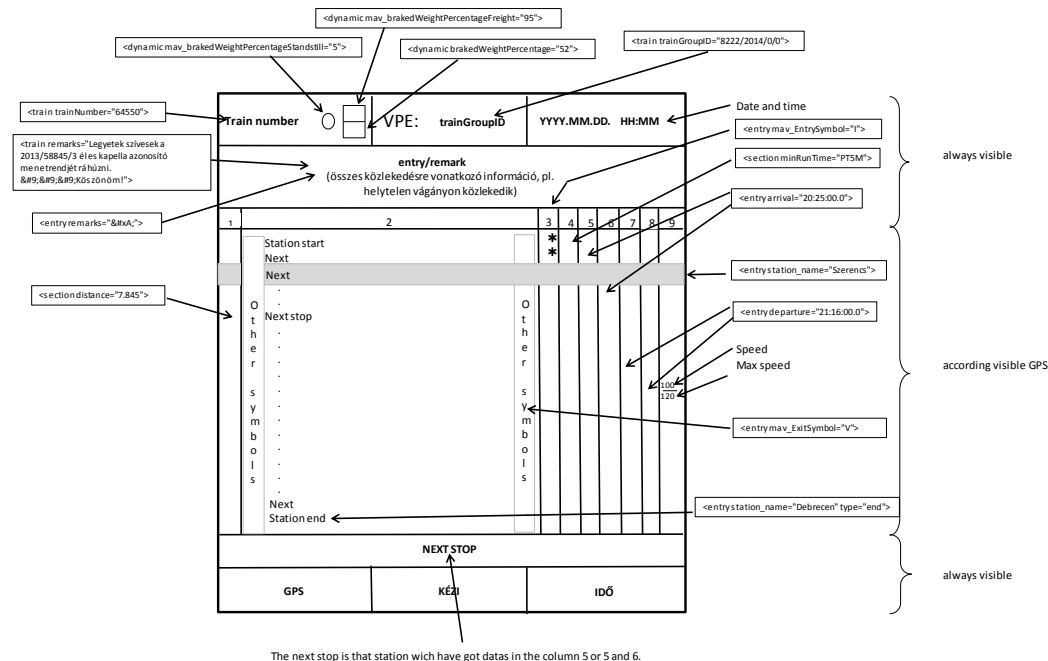 <dynamic mav_brakedWeightPercentageFreight="95">
<dynamic mav_brakedWeightPercentageStandstill="5">
<dynamic brakedWeightPercentage="52">
<train trainGroupID="8222/2014/0/0">
<train trainNumber="64550">
Train number
VPE:
trainGroupID
YYYY.MM.DD. HH:MM
Date and time
<entry mav_EntrySymbol="I">
<train remarks="Legyetek szívesek a
2013/58845/3 éles kapella azonosító
menetrendjét ráhúzni.
&#9;&#9;&#9;Köszönöm!">
entry/remark
(összes közlekedésre vonatkozó információ, pl.
helytelen vágányon közlekedik)
<section minRunTime="PT5M">
always visible
<entry arrival="20:25:00.0">
<entry remarks="&#xA;">
1 2 3 4 5 6 7 8 9
Station start *
Next *
Next
<entry station_name="Szerencs">
<section distance="7.845">
Other symbols
Next stop
Other symbols
<entry departure="21:16:00.0">
Speed
Max speed
according visible GPS
100
120
<entry mav_ExitSymbol="V">
Next
Station end
<entry station_name="Debrecen" type="end">
NEXT STOP
always visible
GPS KÉZI IDŐ
The next stop is that station wich have got datas in the column 5 or 5 and 6.